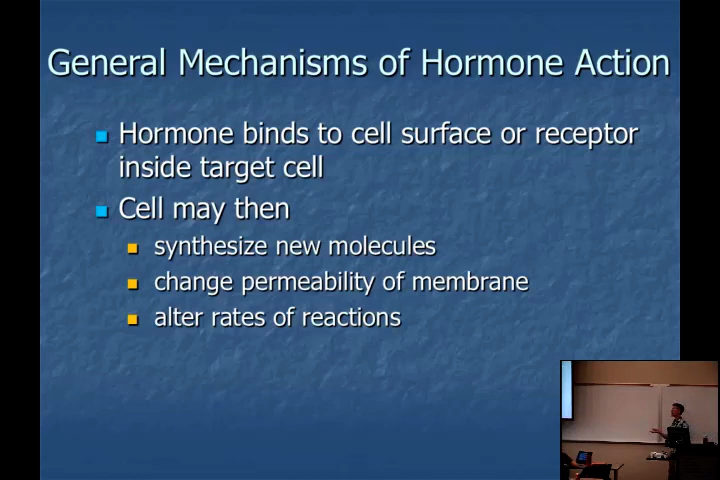 General Mechanisms of Hormone Action
Hormone binds to cell surface or receptor
inside target cell
Cell may then
synthesize new molecules
change permeability of membrane
alter rates of reactions